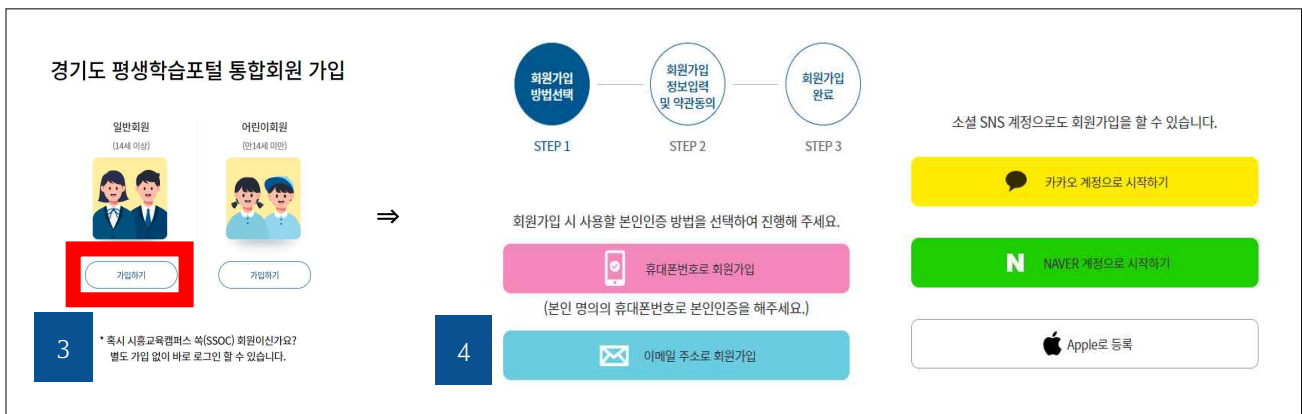 경기도 평생학습포털 통합회원 가입
일반회원
(14세 이상)
가입하기
어린이회원
(만14세 미만)
가입하기
3
* 혹시 시흥교육캠퍼스 쏙(SSOC) 회원이신가요?
별도 가입 없이 바로 로그인 할 수 있습니다.
⇒
회원가입
방법선택
STEP 1
회원가입
정보입력
및 약관동의
STEP 2
회원가입
완료
STEP 3
회원가입 시 사용할 본인인증 방법을 선택하여 진행해 주세요.
휴대폰번호로 회원가입
(본인 명의의 휴대폰번호로 본인인증을 해주세요.)
4
이메일 주소로 회원가입
소셜 SNS 계정으로도 회원가입을 할 수 있습니다.
카카오 계정으로 시작하기
N NAVER 계정으로 시작하기
Apple로 등록